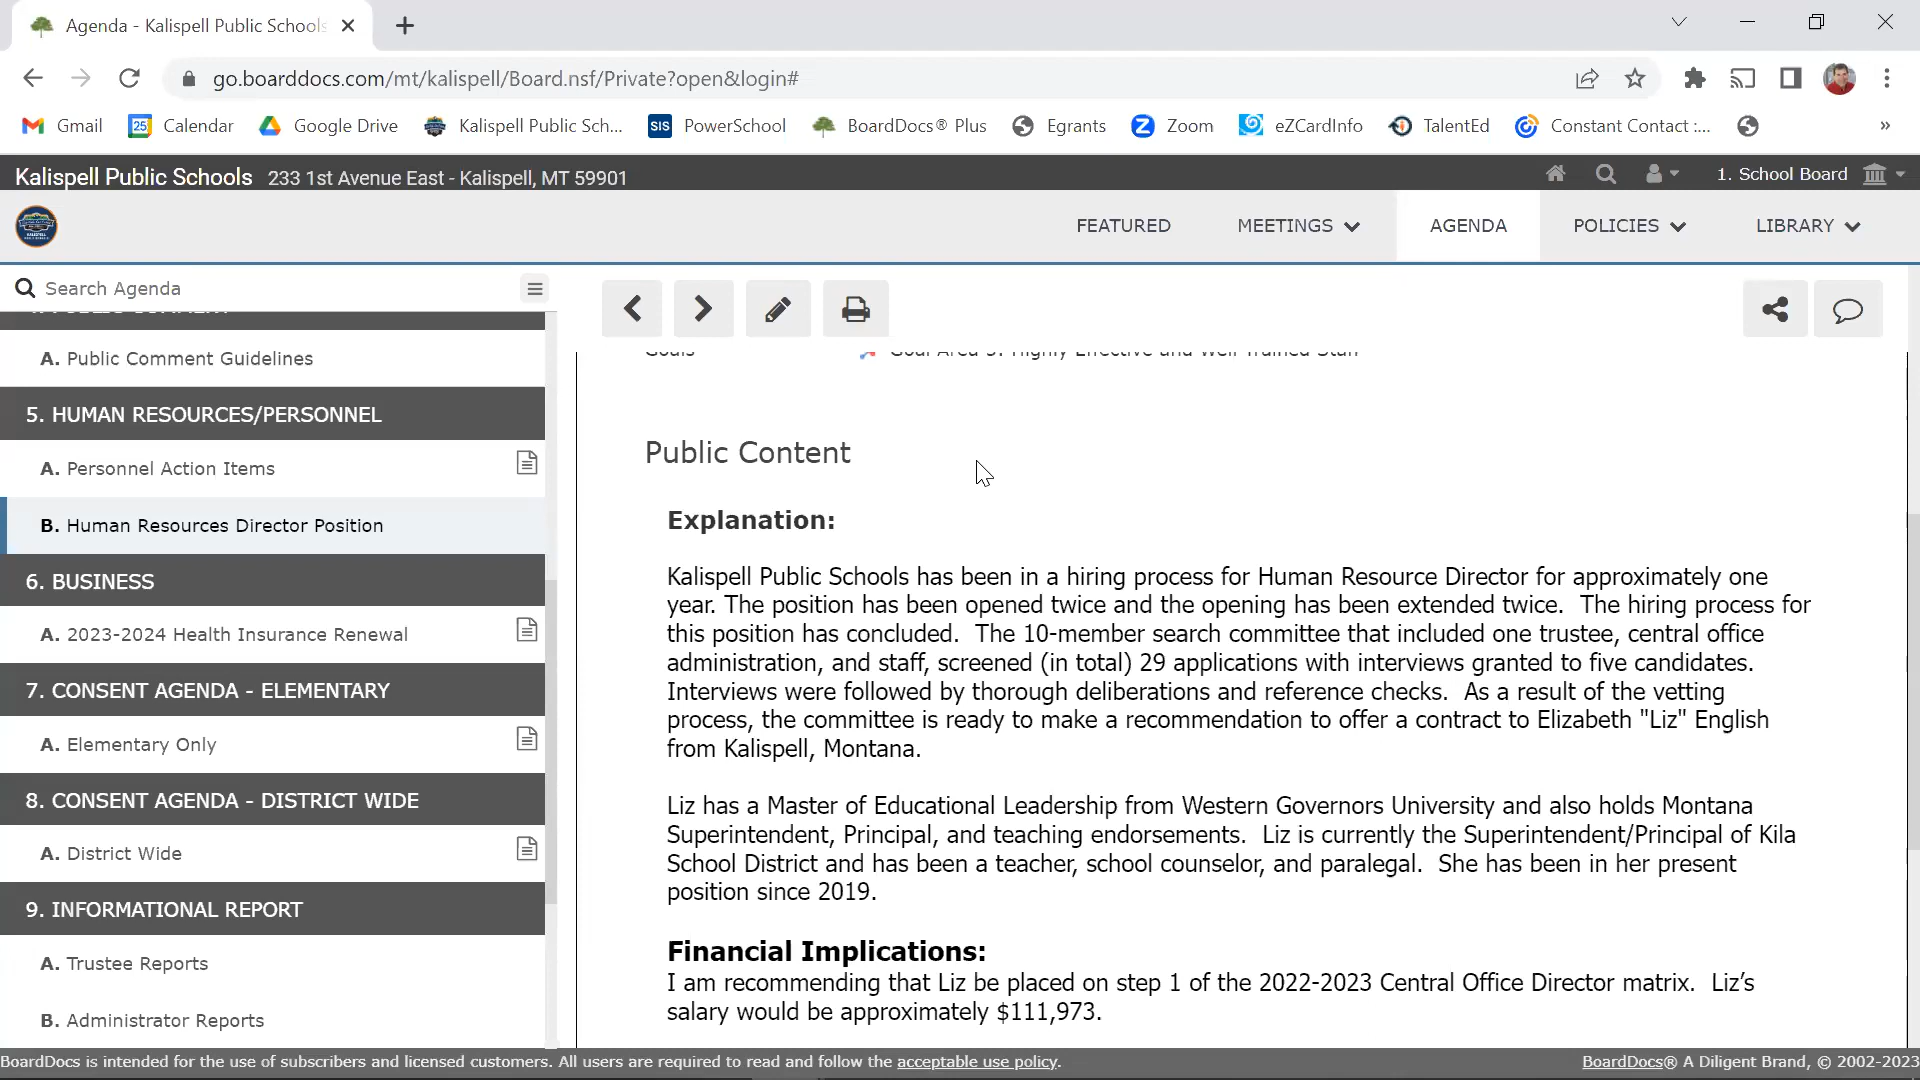 Agenda - Kalispell Public Schools
go.boarddocs.com/mt/kalispell/Board.nsf/Private?open&login#
Gmail
25
Calendar
Google Drive
Kalispell Public Sch...
SIS
PowerSchool
BoardDocs® Plus
Egrants
Z
Zoom
eZCardInfo
TalentEd
Constant Contact :...
»
Kalispell Public Schools 233 1st Avenue East - Kalispell, MT 59901
1. School Board
FEATURED
MEETINGS
AGENDA
POLICIES
LIBRARY
Search Agenda
A. Public Comment Guidelines
5. HUMAN RESOURCES/PERSONNEL
A. Personnel Action Items
B. Human Resources Director Position
6. BUSINESS
A. 2023-2024 Health Insurance Renewal
7. CONSENT AGENDA - ELEMENTARY
A. Elementary Only
8. CONSENT AGENDA - DISTRICT WIDE
A. District Wide
9. INFORMATIONAL REPORT
A. Trustee Reports
B. Administrator Reports
Goals
Public Content
Explanation:
Kalispell Public Schools has been in a hiring process for Human Resource Director for approximately one
year. The position has been opened twice and the opening has been extended twice. The hiring process for
this position has concluded. The 10-member search committee that included one trustee, central office
administration, and staff, screened (in total) 29 applications with interviews granted to five candidates.
Interviews were followed by thorough deliberations and reference checks. As a result of the vetting
process, the committee is ready to make a recommendation to offer a contract to Elizabeth "Liz" English
from Kalispell, Montana.
Liz has a Master of Educational Leadership from Western Governors University and also holds Montana
Superintendent, Principal, and teaching endorsements. Liz is currently the Superintendent/Principal of Kila
School District and has been a teacher, school counselor, and paralegal. She has been in her present
position since 2019.
Financial Implications:
I am recommending that Liz be placed on step 1 of the 2022-2023 Central Office Director matrix. Liz’s
salary would be approximately $111,973.
BoardDocs is intended for the use of subscribers and licensed customers. All users are required to read and follow the acceptable use policy.
BoardDocs® A Diligent Brand, © 2002-2023